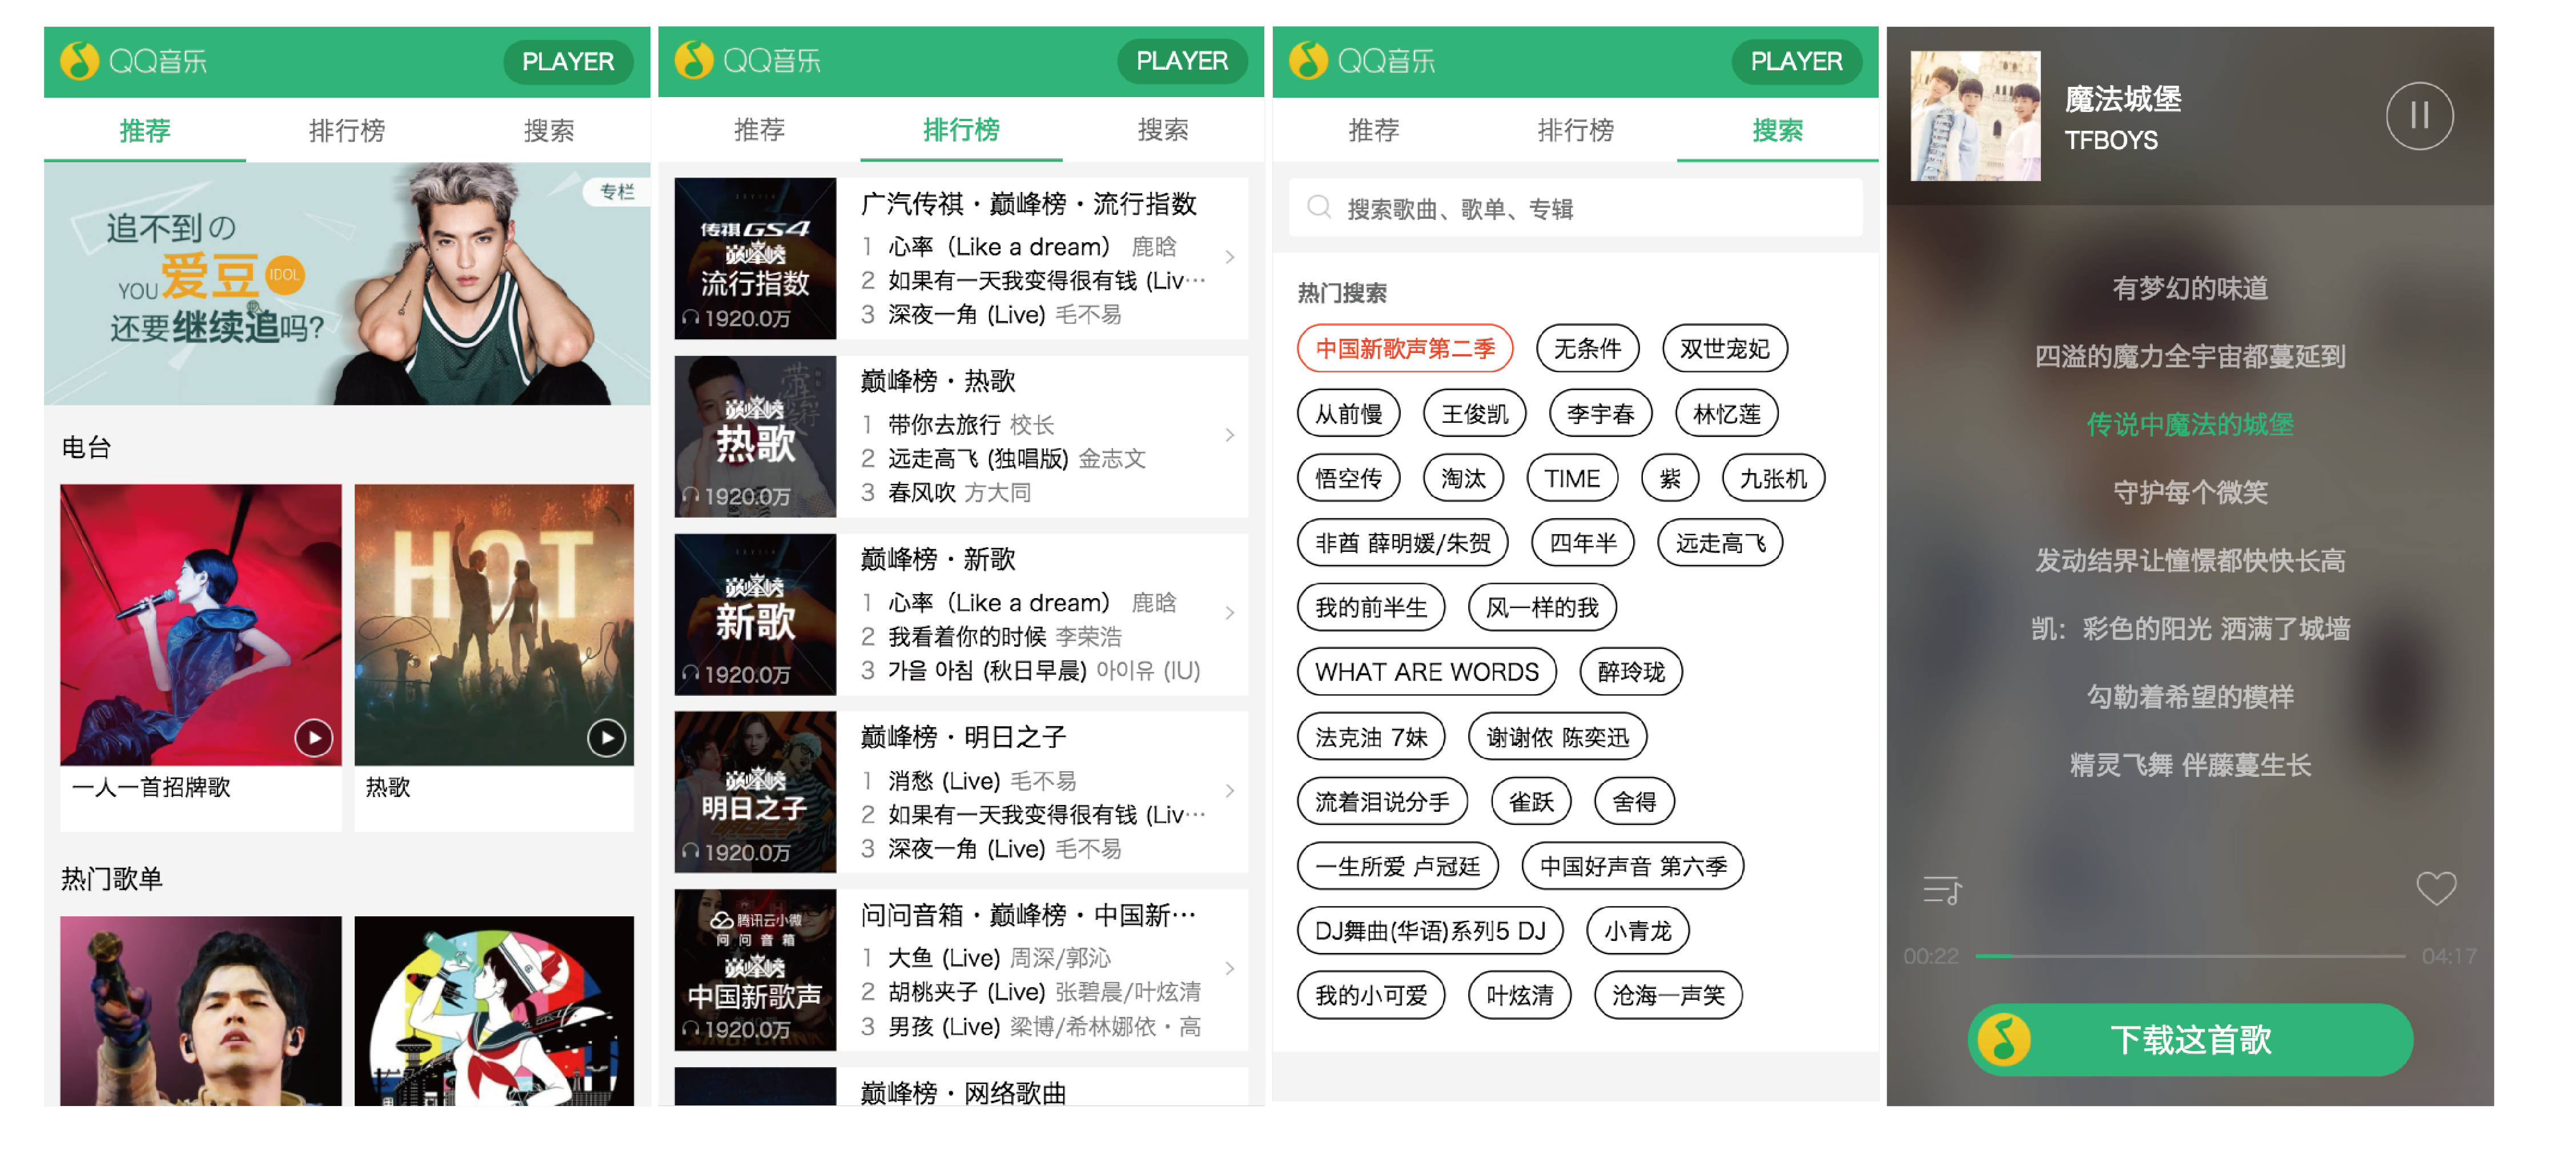 QQ音乐
PLAYER
推荐
排行榜
搜索
专栏
追不到の
YOU 爱豆 IDOL
还要继续追吗?
电台
HOT
一人一首招牌歌
热歌
热门歌单
QQ音乐
PLAYER
推荐
排行榜
搜索
传祺GS4
巅峰榜
流行指数
1920.0万
广汽传祺·巅峰榜·流行指数
1 心率（Like a dream） 鹿晗
2 如果有一天我变得很有钱 (Liv…
3 深夜一角 (Live) 毛不易
巅峰榜
热歌
1920.0万
巅峰榜·热歌
1 带你去旅行 校长
2 远走高飞 (独唱版) 金志文
3 春风吹 方大同
巅峰榜
新歌
1920.0万
巅峰榜·新歌
1 心率（Like a dream） 鹿晗
2 我看着你的时候 李荣浩
3 가을 아침 (秋日早晨) 아이유 (IU)
巅峰榜
明日之子
1920.0万
巅峰榜·明日之子
1 消愁 (Live) 毛不易
2 如果有一天我变得很有钱 (Liv…
3 深夜一角 (Live) 毛不易
腾讯云小微
问问音箱
巅峰榜
中国新歌声
1920.0万
问问音箱·巅峰榜·中国新…
1 大鱼 (Live) 周深/郭沁
2 胡桃夹子 (Live) 张碧晨/叶炫清
3 男孩 (Live) 梁博/希林娜依·高
巅峰榜·网络歌曲
QQ音乐
PLAYER
推荐
排行榜
搜索
搜索歌曲、歌单、专辑
热门搜索
中国新歌声第二季 无条件 双世宠妃
从前慢 王俊凯 李宇春 林忆莲
悟空传 淘汰 TIME 紫 九张机
非酋 薛明媛/朱贺 四年半 远走高飞
我的前半生 风一样的我
WHAT ARE WORDS 醉玲珑
法克油 7妹 谢谢侬 陈奕迅
流着泪说分手 雀跃 舍得
一生所爱 卢冠廷 中国好声音 第六季
DJ舞曲(华语)系列5 DJ 小青龙
我的小可爱 叶炫清 沧海一声笑
魔法城堡
TFBOYS
有梦幻的味道
四溢的魔力全宇宙都蔓延到
传说中魔法的城堡
守护每个微笑
发动结界让憧憬都快快长高
凯：彩色的阳光 洒满了城墙
勾勒着希望的模样
精灵飞舞 伴藤蔓生长
00:22
04:17
下载这首歌